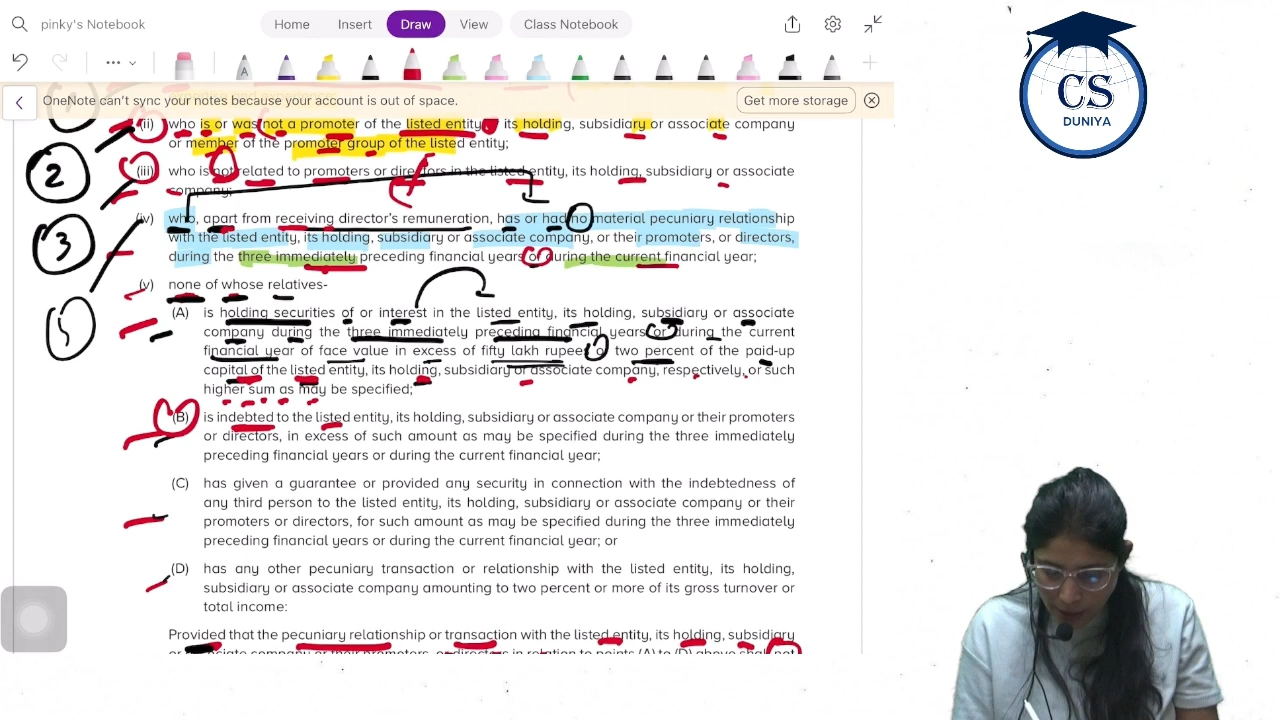 pinky's Notebook
Home Insert Draw View Class Notebook
OneNote can't sync your notes because your account is out of space. Get more storage
CS
DUNIYA
(ii) who is or was not a promoter of the listed entity its holding, subsidiary or associate company
or member of the promoter group of the listed entity;
2
(iii) who is not related to promoters or directors in the listed entity, its holding, subsidiary or associate
company;
(iv) who, apart from receiving director's remuneration, has or had no material pecuniary relationship
3
with the listed entity, its holding, subsidiary or associate company, or their promoters, or directors,
during the three immediately preceding financial years or during the current financial year;
(v) none of whose relatives-
(A) is holding securities of or interest in the listed entity, its holding, subsidiary or associate
company during the three immediately preceding financial years or during the current
financial year of face value in excess of fifty lakh rupees or two percent of the paid-up
capital of the listed entity, its holding, subsidiary or associate company, respectively, or such
higher sum as may be specified;
(B) is indebted to the listed entity, its holding, subsidiary or associate company or their promoters
or directors, in excess of such amount as may be specified during the three immediately
preceding financial years or during the current financial year;
(C) has given a guarantee or provided any security in connection with the indebtedness of
any third person to the listed entity, its holding, subsidiary or associate company or their
promoters or directors, for such amount as may be specified during the three immediately
preceding financial years or during the current financial year; or
(D) has any other pecuniary transaction or relationship with the listed entity, its holding,
subsidiary or associate company amounting to two percent or more of its gross turnover or
total income:
Provided that the pecuniary relationship or transaction with the listed entity, its holding, subsidiary
or associate company or their promoters, or directors in relation to points (A) to (D) above shall not